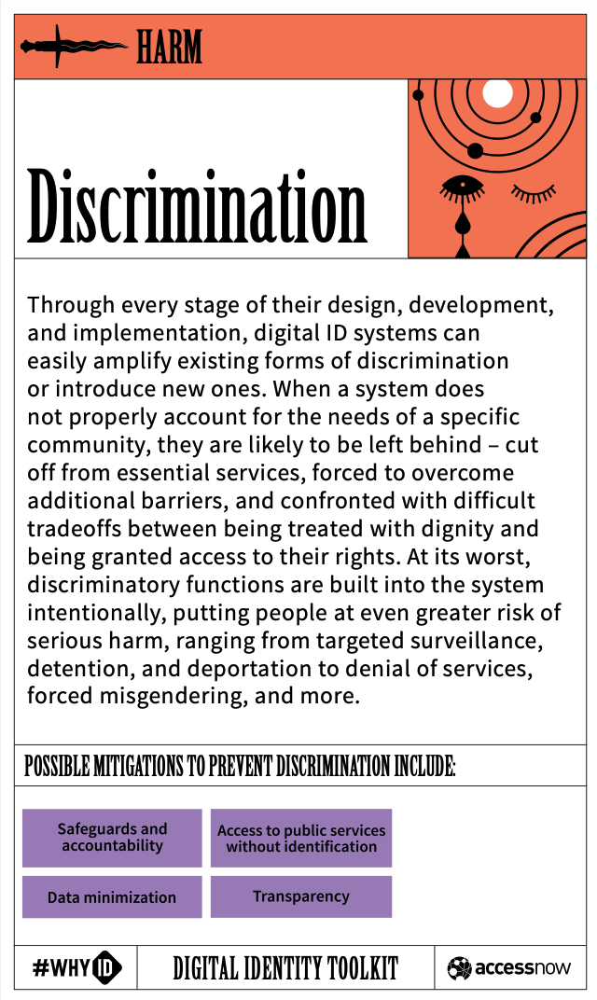 HARM
Discrimination
Through every stage of their design, development,
and implementation, digital ID systems can
easily amplify existing forms of discrimination
or introduce new ones. When a system does
not properly account for the needs of a specific
community, they are likely to be left behind – cut
off from essential services, forced to overcome
additional barriers, and confronted with difficult
tradeoffs between being treated with dignity and
being granted access to their rights. At its worst,
discriminatory functions are built into the system
intentionally, putting people at even greater risk of
serious harm, ranging from targeted surveillance,
detention, and deportation to denial of services,
forced misgendering, and more.
POSSIBLE MITIGATIONS TO PREVENT DISCRIMINATION INCLUDE:
Safeguards and
accountability
Access to public services
without identification
Data minimization
Transparency
#WHYID
DIGITAL IDENTITY TOOLKIT
accessnow